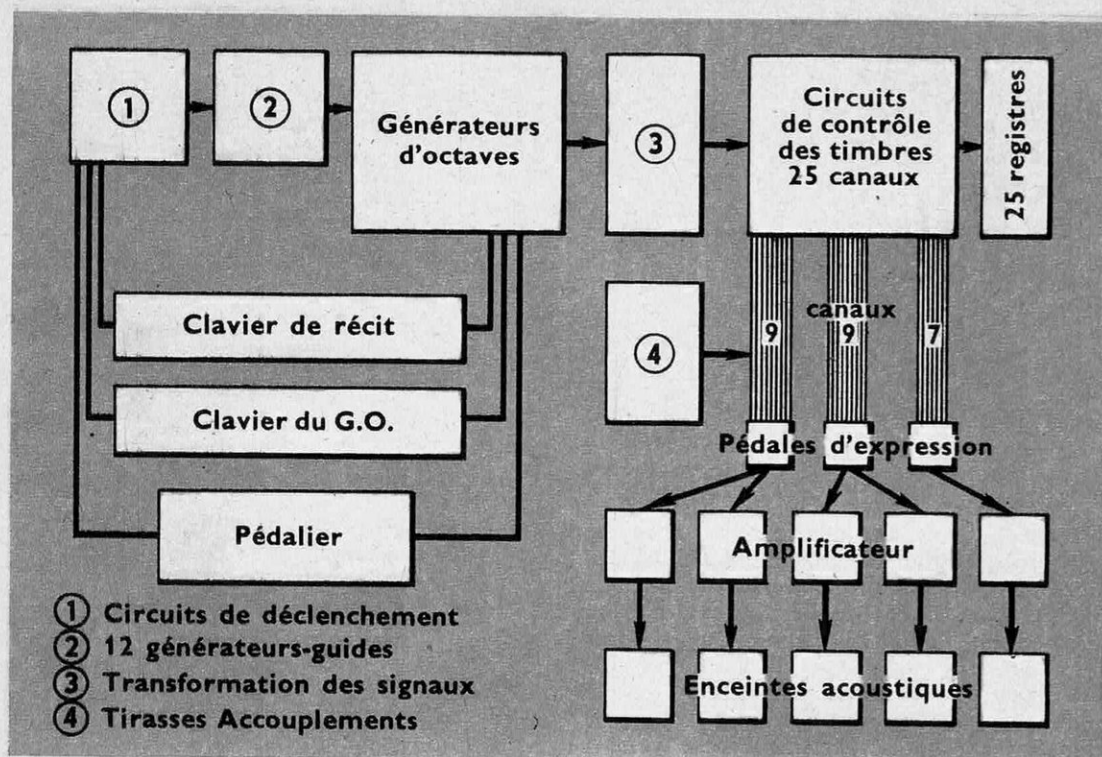 ①
②
Générateurs
d'octaves
③
Circuits
de contrôle
des timbres
25 canaux
25 registres
Clavier de récit
④
canaux
9
9
7
Clavier du G.O.
Pédales d'expression
Pédalier
Amplificateur
Enceintes acoustiques
① Circuits de déclenchement
② 12 générateurs-guides
③ Transformation des signaux
④ Tirasses Accouplements